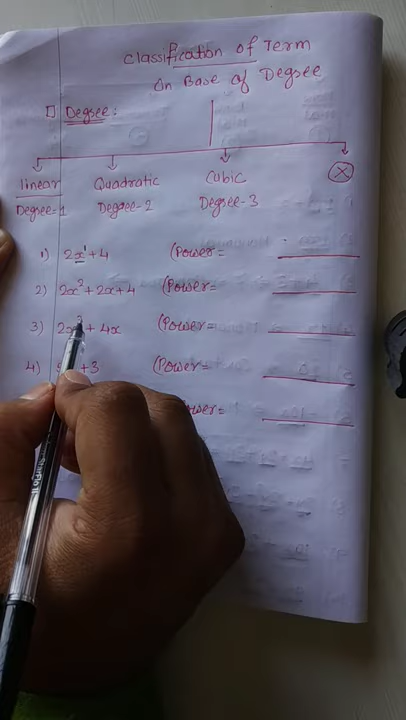 Classification of Term
On Base of Degree
Degree:
linear Quadratic Cubic
Degree-1 Degree-2 Degree-3
1) 2x¹+4 (Power=
2) 2x²+2x+4 (Power=
3) + 4x (Power=
4) +3 (Power=
Power=